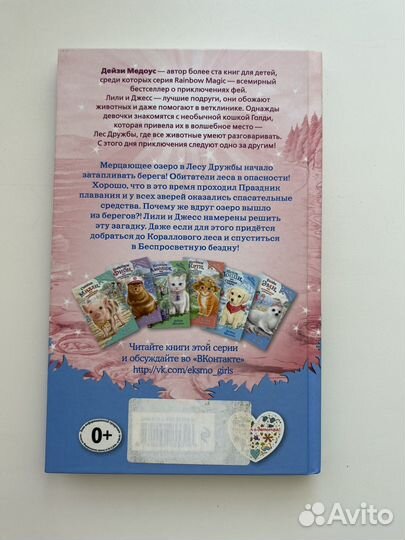 Дейзи Медоус — автор более ста книг для детей,
среди которых серия Rainbow Magic — всемирный
бестселлер о приключениях фей.
Лили и Джесс — лучшие подруги, они обожают
животных и даже помогают в ветклинике. Однажды
девочки знакомятся с необычной кошкой Голди,
которая привела их в волшебное место —
Лес Дружбы, где все животные умеют разговаривать.
С этого дня приключения следуют одно за другим!
Мерцающее озеро в Лесу Дружбы начало
затапливать берега! Обитатели леса в опасности!
Хорошо, что в это время проходил Праздник
плавания и у всех зверей оказались спасательные
средства. Почему же вдруг озеро вышло
из берегов?! Лили и Джесс намерены решить
эту загадку. Даже если для этого придётся
добраться до Кораллового леса и спуститься
в Беспросветную бездну!
Читайте книги этой серии
и обсуждайте во «ВКонтакте»
http://vk.com/eksmo_girls
0+
Avito